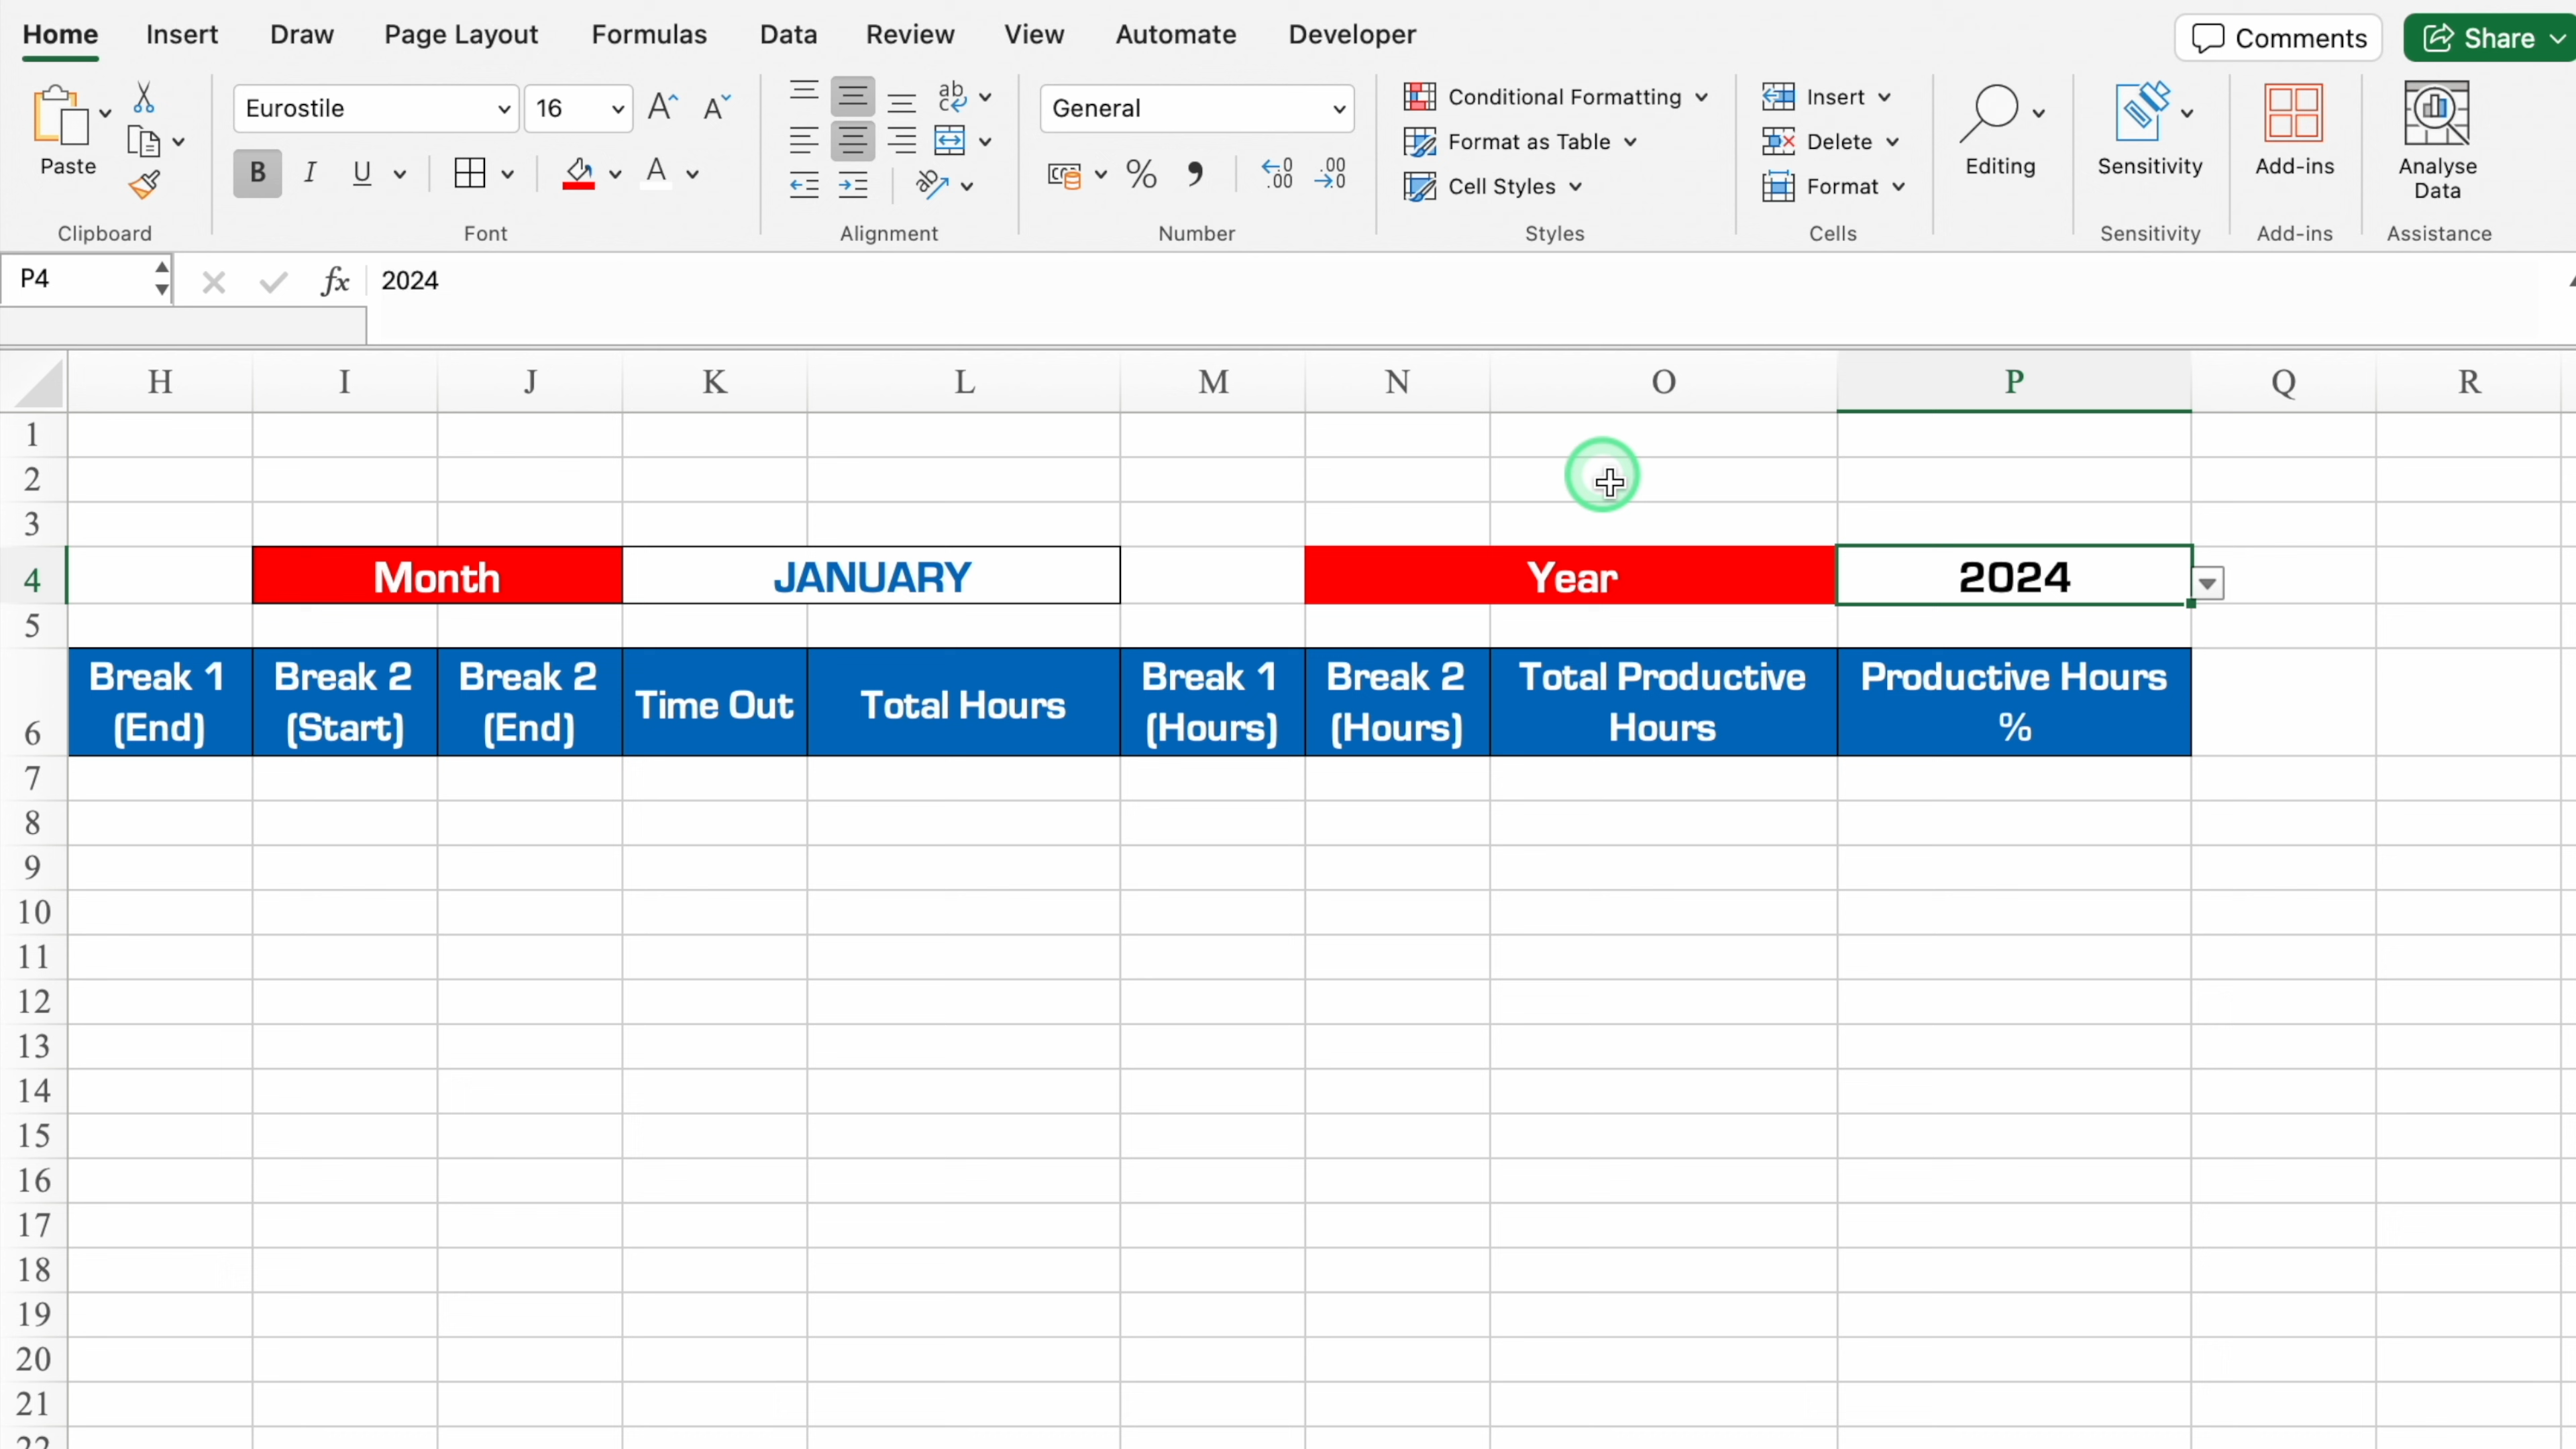 Home Insert Draw Page Layout Formulas Data Review View Automate Developer Comments Share
Paste
Clipboard
Eurostile 16
B I U
Font
Alignment
General
Number
Conditional Formatting
Format as Table
Cell Styles
Styles
Insert
Delete
Format
Cells
Editing
Sensitivity
Sensitivity
Add-ins
Add-ins
Analyse
Data
Assistance
P4 fx 2024
H I J K L M N O P Q R
1
2
3
4 Month JANUARY Year 2024
5
6
Break 1
(End)
Break 2
(Start)
Break 2
(End)
Time Out
Total Hours
Break 1
(Hours)
Break 2
(Hours)
Total Productive
Hours
Productive Hours
%
7
8
9
10
11
12
13
14
15
16
17
18
19
20
21
22